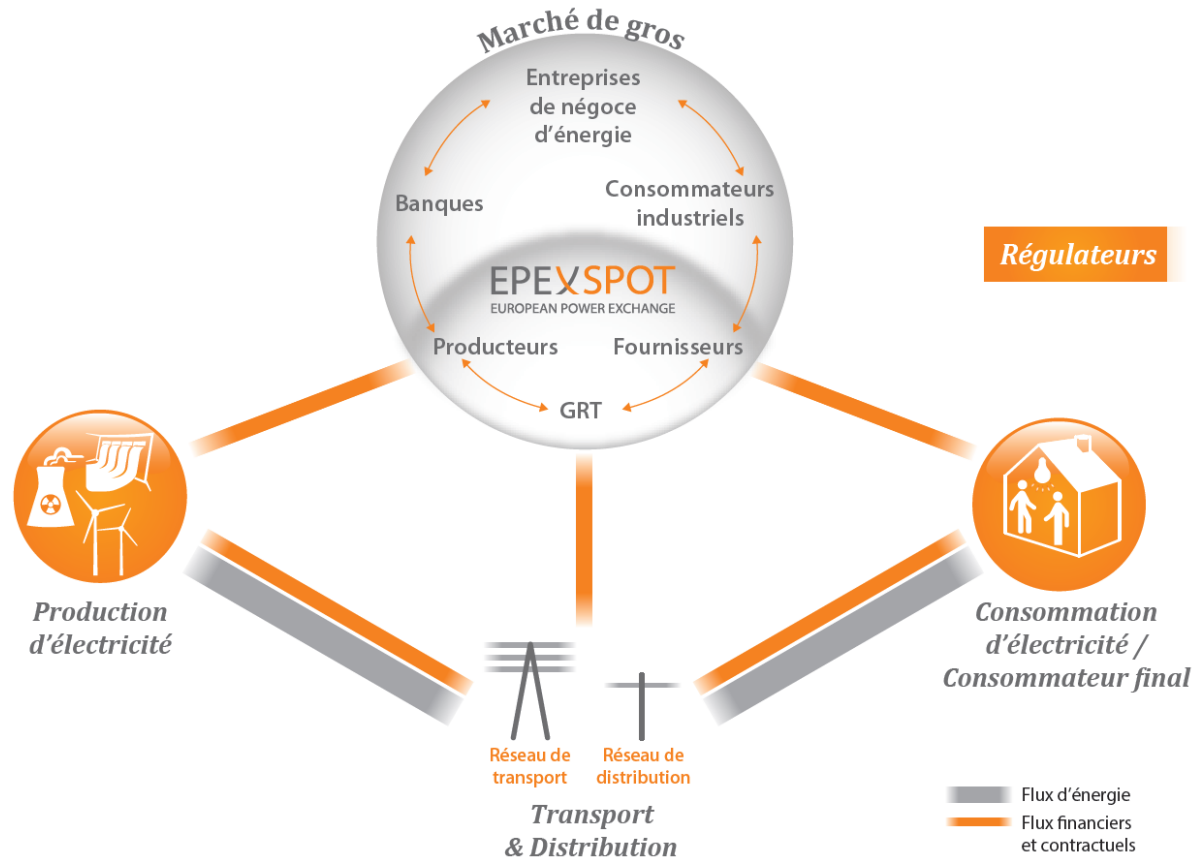 Marché de gros
Entreprises
de négoce
d’énergie
Banques
Consommateurs
industriels
Régulateurs
EPEXSPOT
EUROPEAN POWER EXCHANGE
Producteurs
Fournisseurs
GRT
Production
d’électricité
Consommation
d’électricité /
Consommateur final
Réseau de
transport
Réseau de
distribution
Transport
& Distribution
Flux d’énergie
Flux financiers
et contractuels